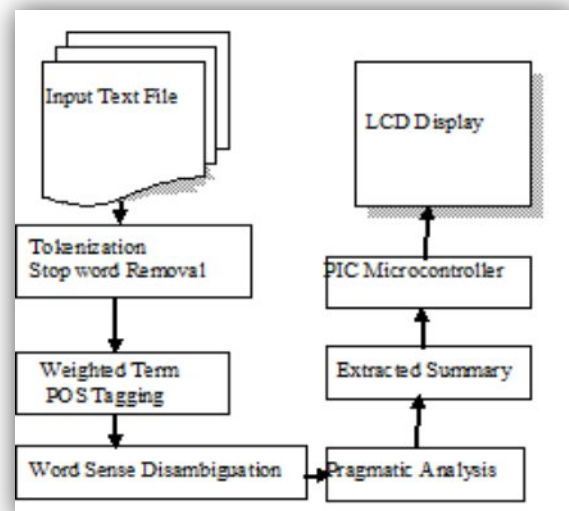 Input Text File
Tokenization
Stop word Removal
Weighted Term
POS Tagging
Word Sense Disambiguation
Pragmatic Analysis
Extracted Summary
PIC Microcontroller
LCD Display